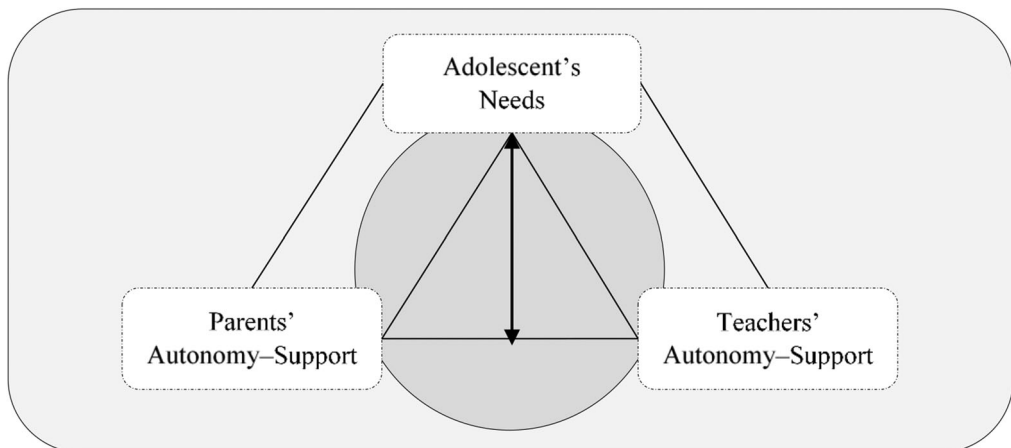 Adolescent’s
Needs
Parents’
Autonomy–Support
Teachers’
Autonomy–Support